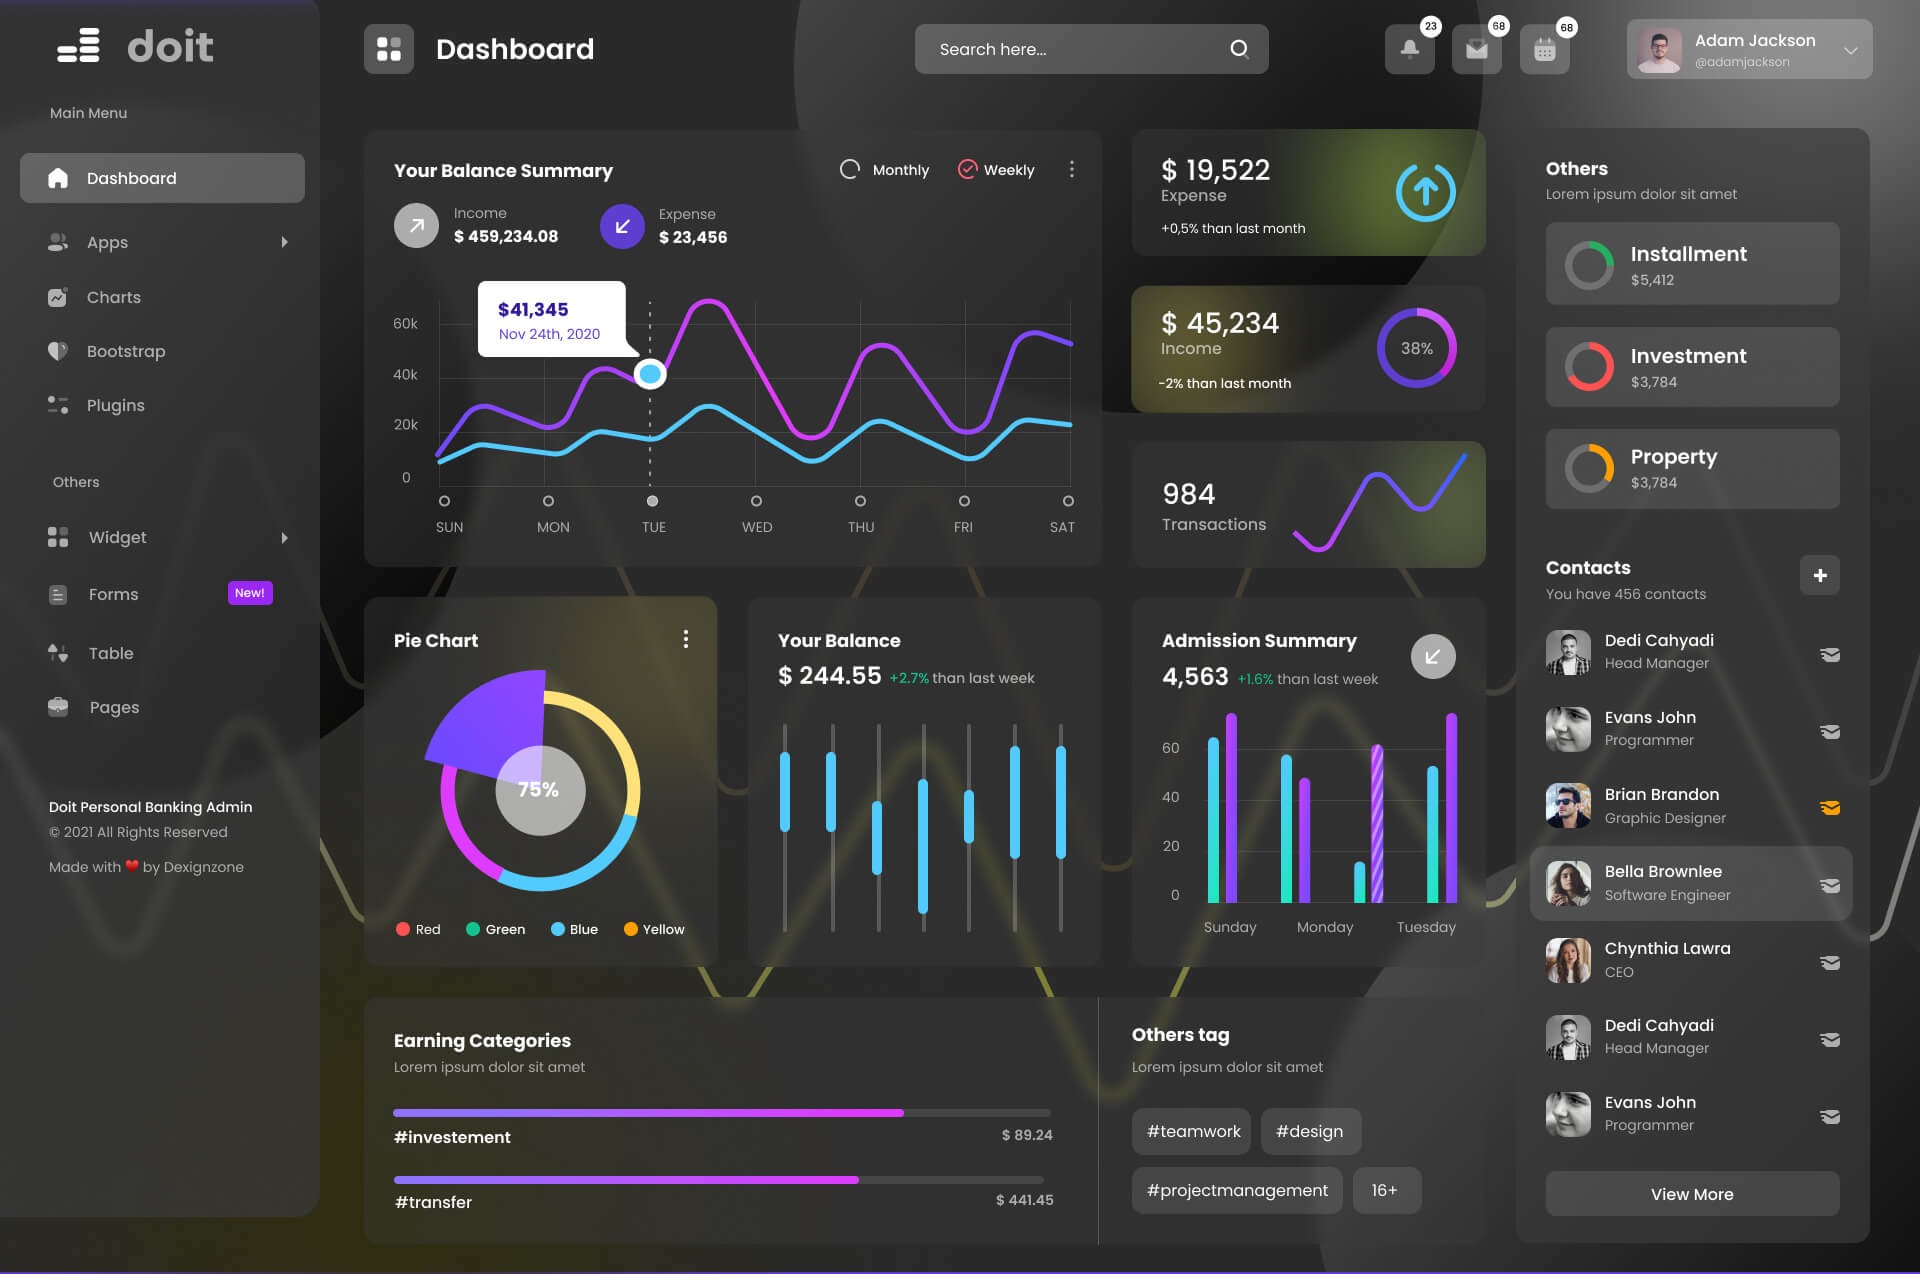 doit
Main Menu
Dashboard
Apps
Charts
Bootstrap
Plugins
Others
Widget
Forms
New!
Table
Pages
Doit Personal Banking Admin
© 2021 All Rights Reserved
Made with ❤ by Dexignzone
Dashboard
Search here...
23
68
68
Adam Jackson
@adamjackson
Your Balance Summary
Monthly
Weekly
Income
$ 459,234.08
Expense
$ 23,456
$41,345
Nov 24th, 2020
60k
40k
20k
0
SUN
MON
TUE
WED
THU
FRI
SAT
$ 19,522
Expense
+0,5% than last month
$ 45,234
Income
-2% than last month
38%
984
Transactions
Pie Chart
75%
Red
Green
Blue
Yellow
Your Balance
$ 244.55 +2.7% than last week
Admission Summary
4,563 +1.6% than last week
60
40
20
0
Sunday
Monday
Tuesday
Earning Categories
Lorem ipsum dolor sit amet
#investement
$ 89.24
#transfer
$ 441.45
Others tag
Lorem ipsum dolor sit amet
#teamwork
#design
#projectmanagement
16+
Others
Lorem ipsum dolor sit amet
Installment
$5,412
Investment
$3,784
Property
$3,784
Contacts
You have 456 contacts
Dedi Cahyadi
Head Manager
Evans John
Programmer
Brian Brandon
Graphic Designer
Bella Brownlee
Software Engineer
Chynthia Lawra
CEO
Dedi Cahyadi
Head Manager
Evans John
Programmer
View More